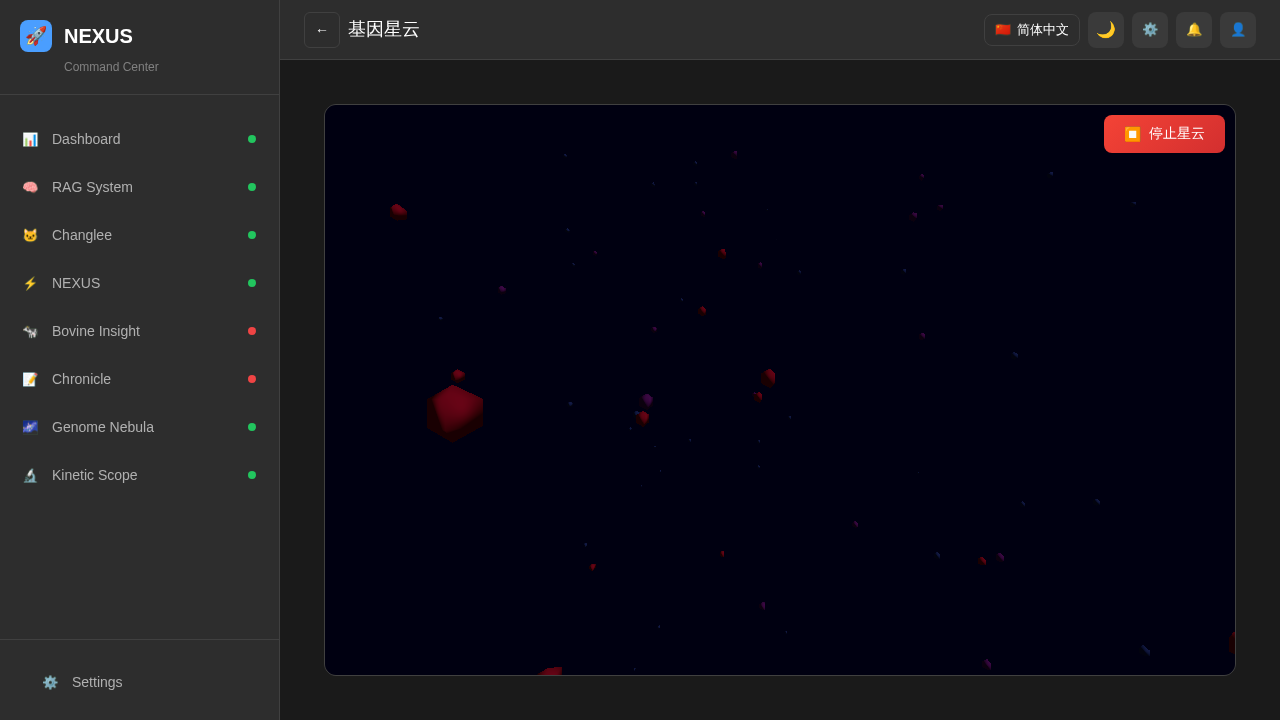 NEXUS
Command Center
Dashboard
RAG System
Changlee
NEXUS
Bovine Insight
Chronicle
Genome Nebula
Kinetic Scope
Settings
← 基因星云
简体中文
停止星云